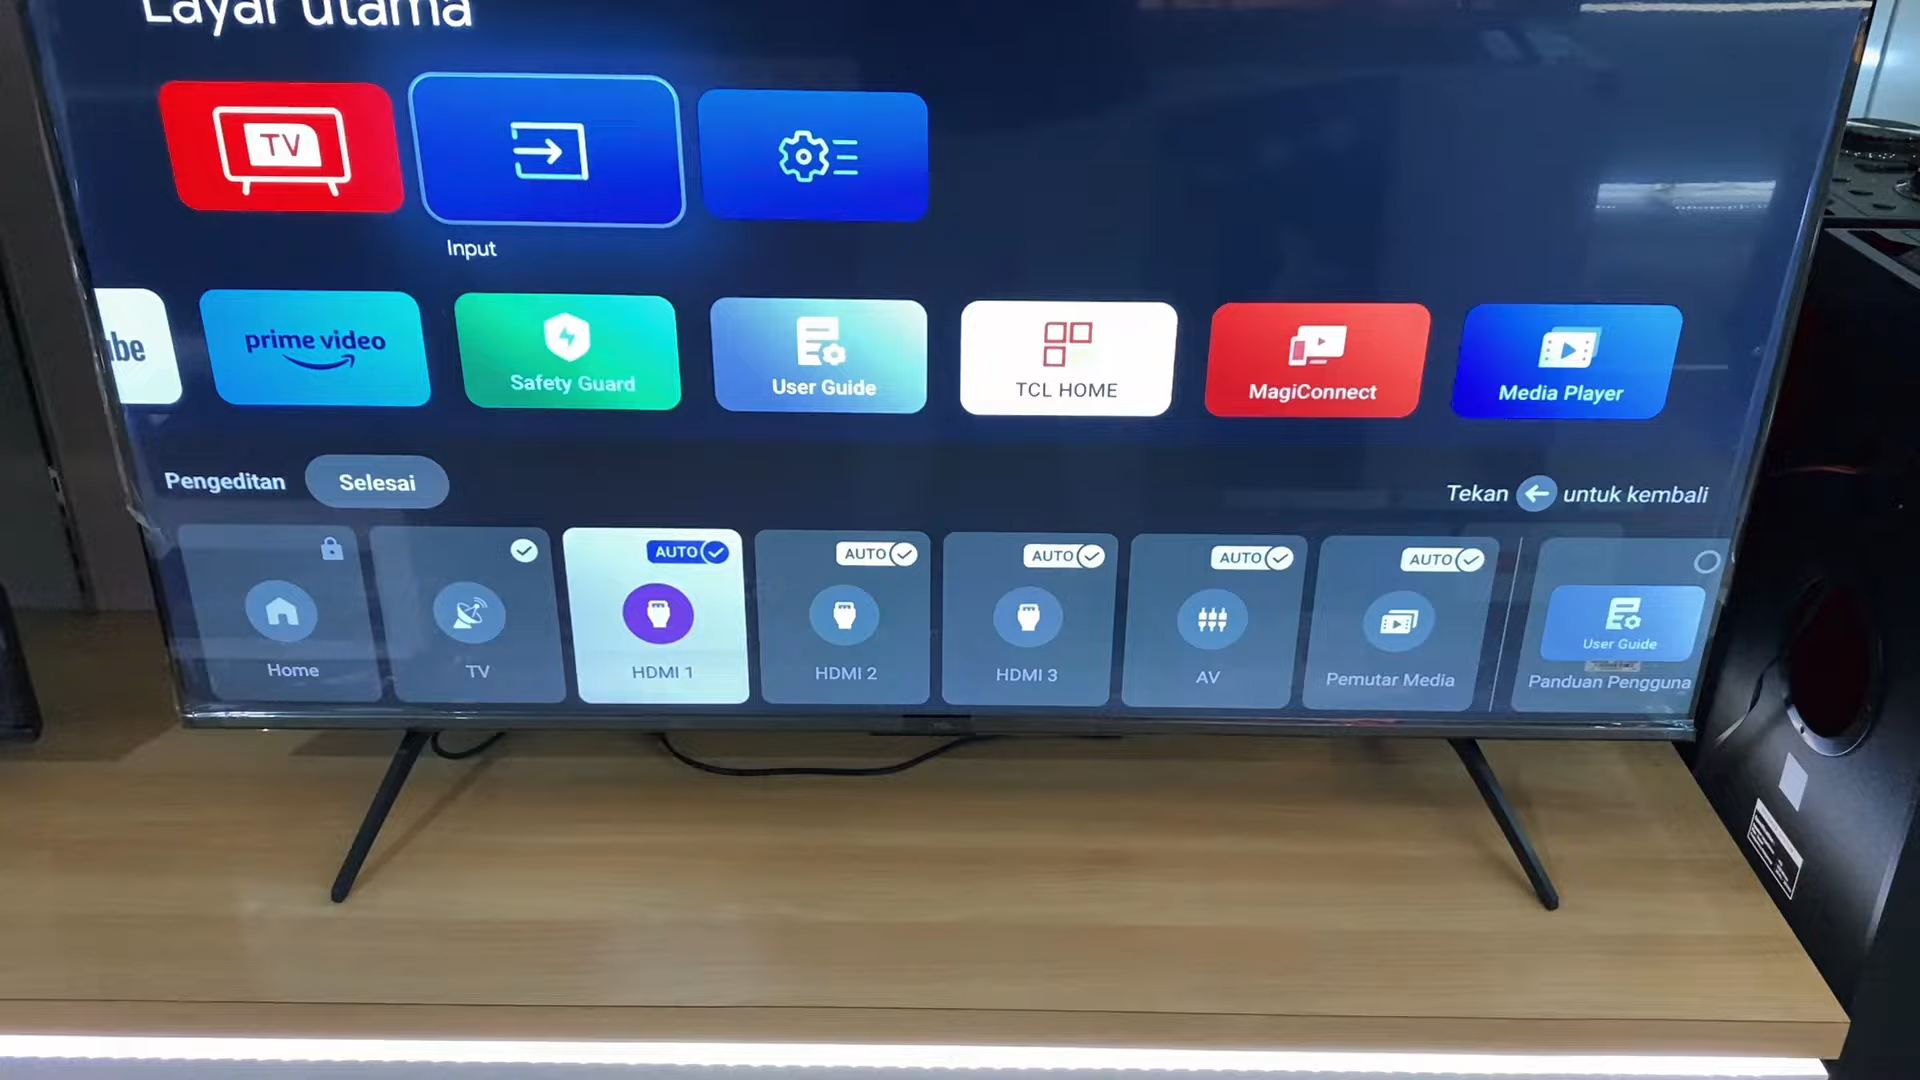 Layar utama
TV
Input
prime video
Safety Guard
User Guide
TCL HOME
MagiConnect
Media Player
Pengeditan
Selesai
Tekan ← untuk kembali
Home
TV
AUTO
HDMI 1
AUTO
HDMI 2
AUTO
HDMI 3
AUTO
AV
AUTO
Pemutar Media
User Guide
Panduan Pengguna